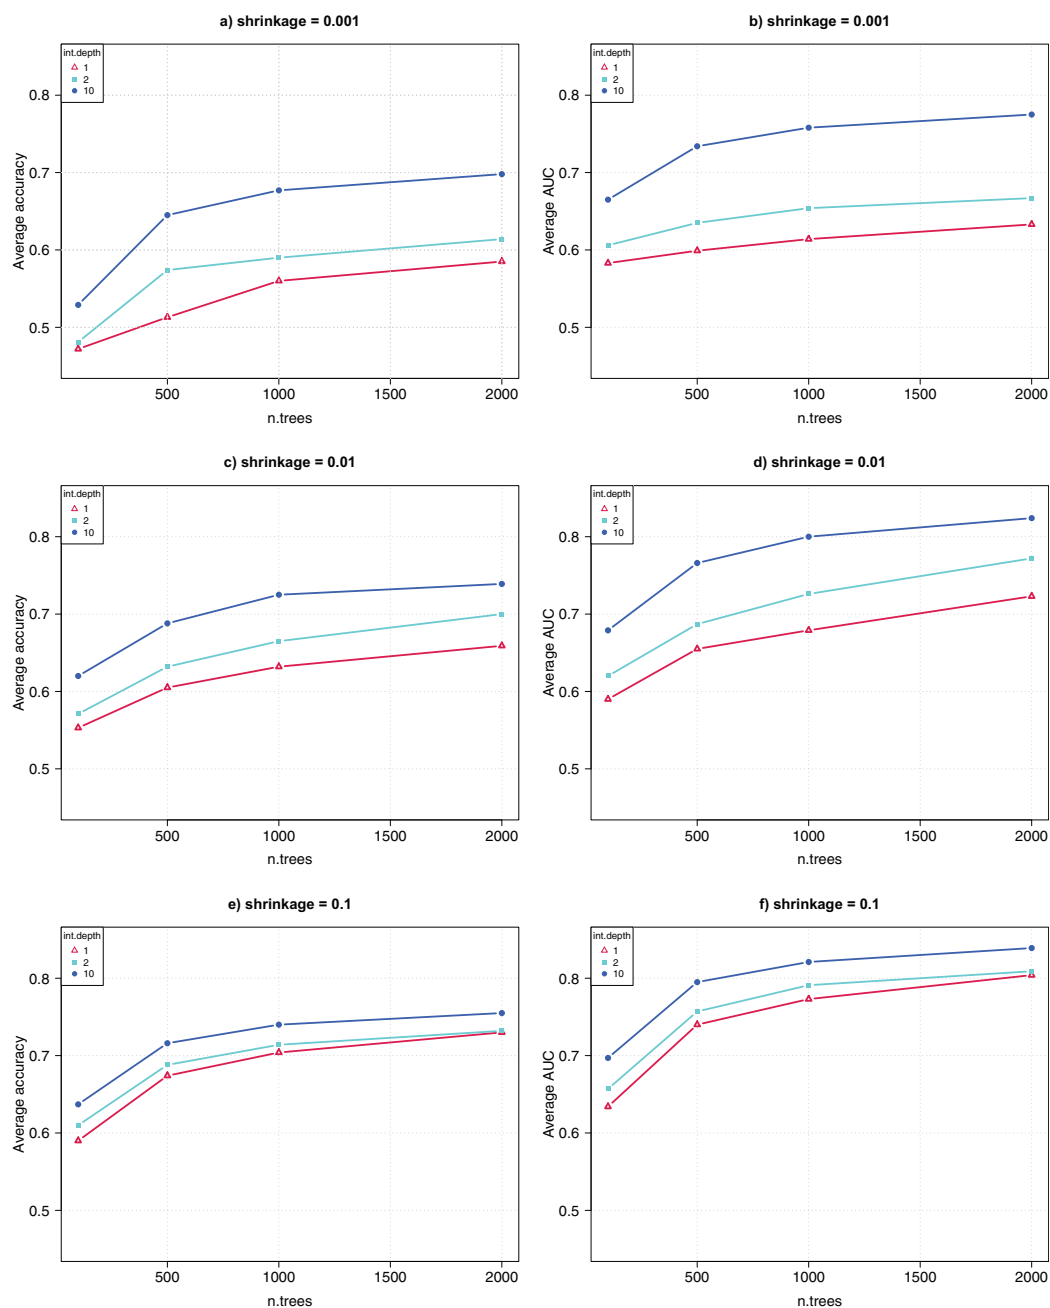 a) shrinkage = 0.001
int.depth
1
2
10
0.8
0.7
0.6
0.5
Average accuracy
500
1000
1500
2000
n.trees
b) shrinkage = 0.001
int.depth
1
2
10
0.8
0.7
0.6
0.5
Average AUC
500
1000
1500
2000
n.trees
c) shrinkage = 0.01
int.depth
1
2
10
0.8
0.7
0.6
0.5
Average accuracy
500
1000
1500
2000
n.trees
d) shrinkage = 0.01
int.depth
1
2
10
0.8
0.7
0.6
0.5
Average AUC
500
1000
1500
2000
n.trees
e) shrinkage = 0.1
int.depth
1
2
10
0.8
0.7
0.6
0.5
Average accuracy
500
1000
1500
2000
n.trees
f) shrinkage = 0.1
int.depth
1
2
10
0.8
0.7
0.6
0.5
Average AUC
500
1000
1500
2000
n.trees